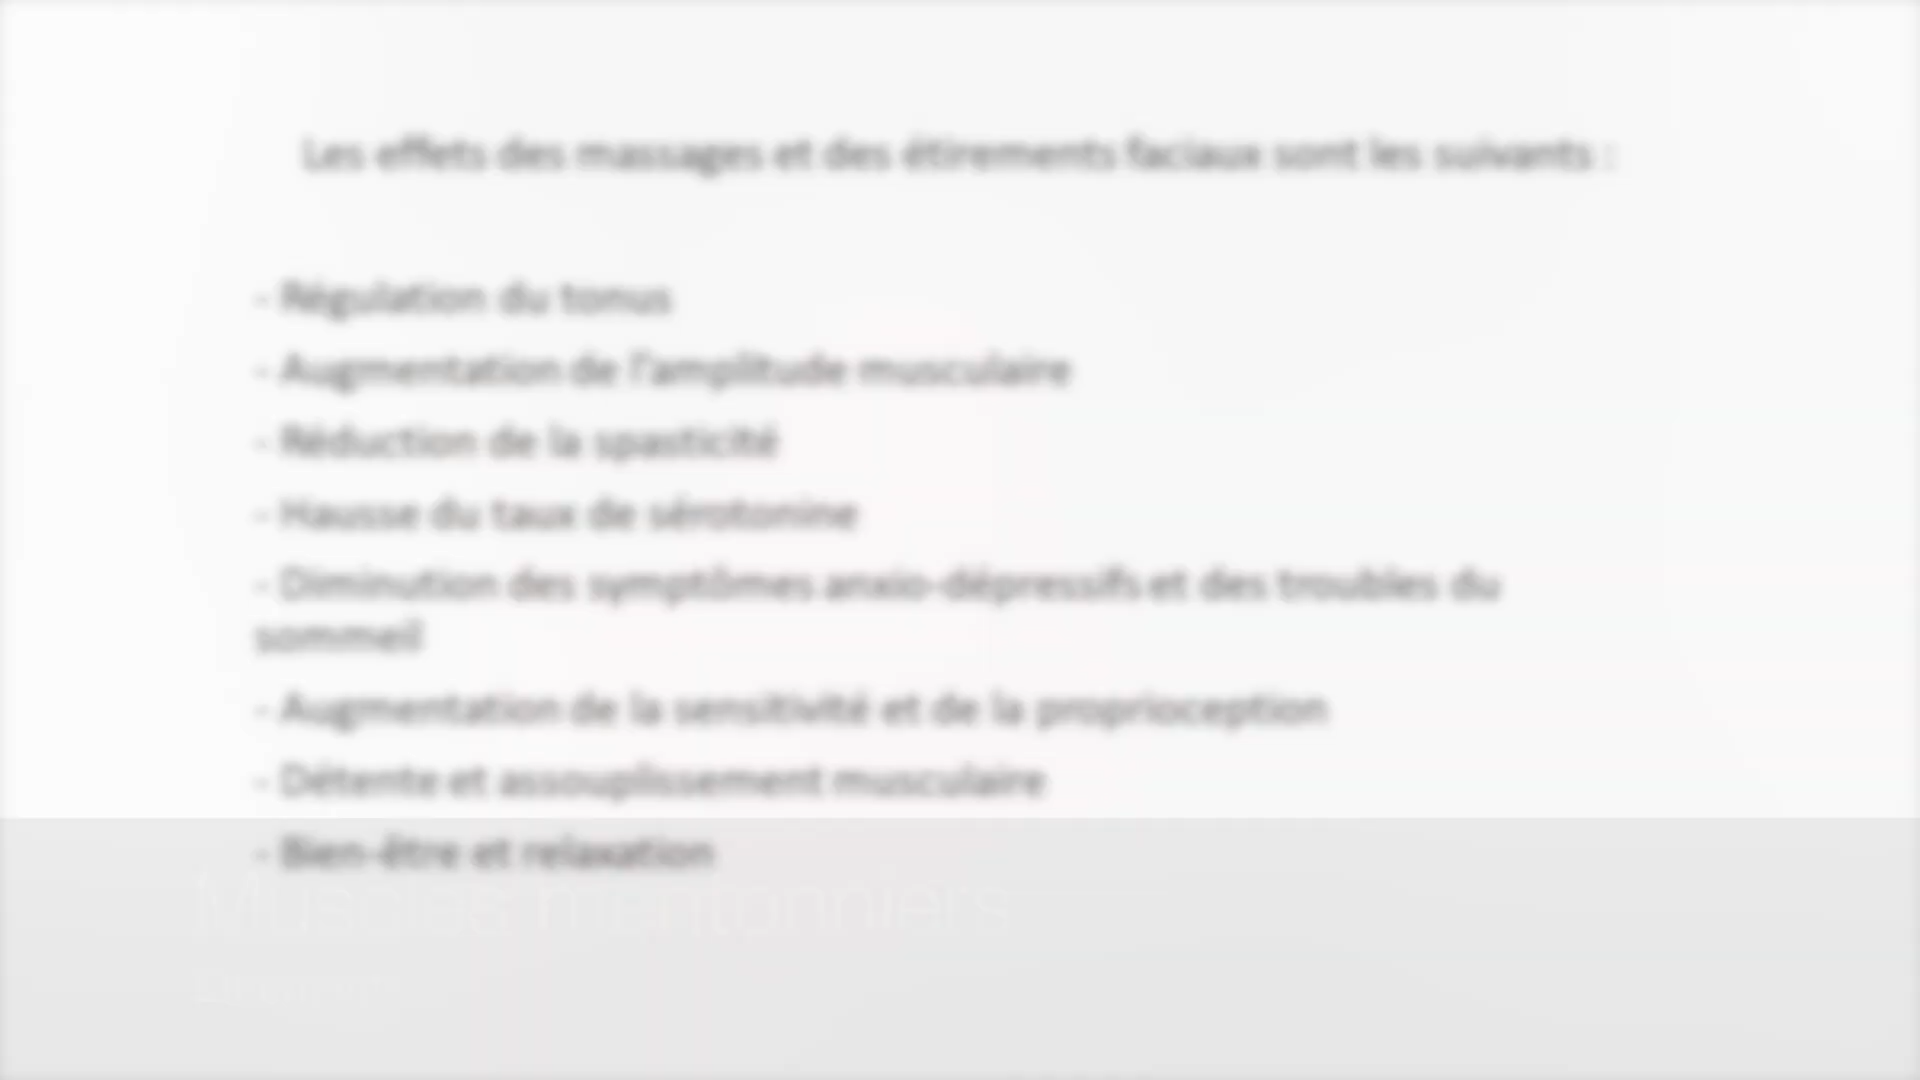 Les effets des massages et des étirements faciaux sont les suivants :
- Régulation du tonus
- Augmentation de l'amplitude musculaire
- Réduction de la spasticité
- Hausse du taux de sérotonine
- Diminution des symptômes anxio-dépressifs et des troubles du
sommeil
- Augmentation de la sensitivité et de la proprioception
- Détente et assouplissement musculaire
- Bien-être et relaxation
Muscles mentonniers